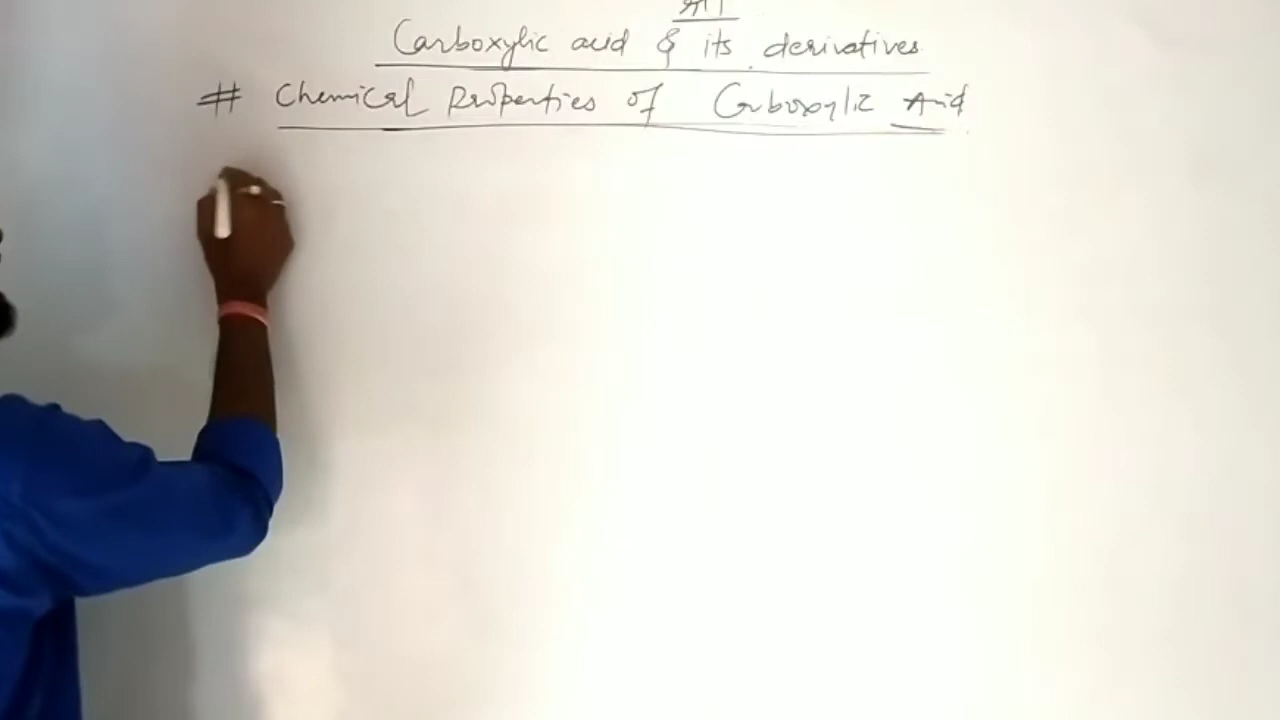 Carboxylic acid & its derivatives
# Chemical Properties of Carboxylic Acid